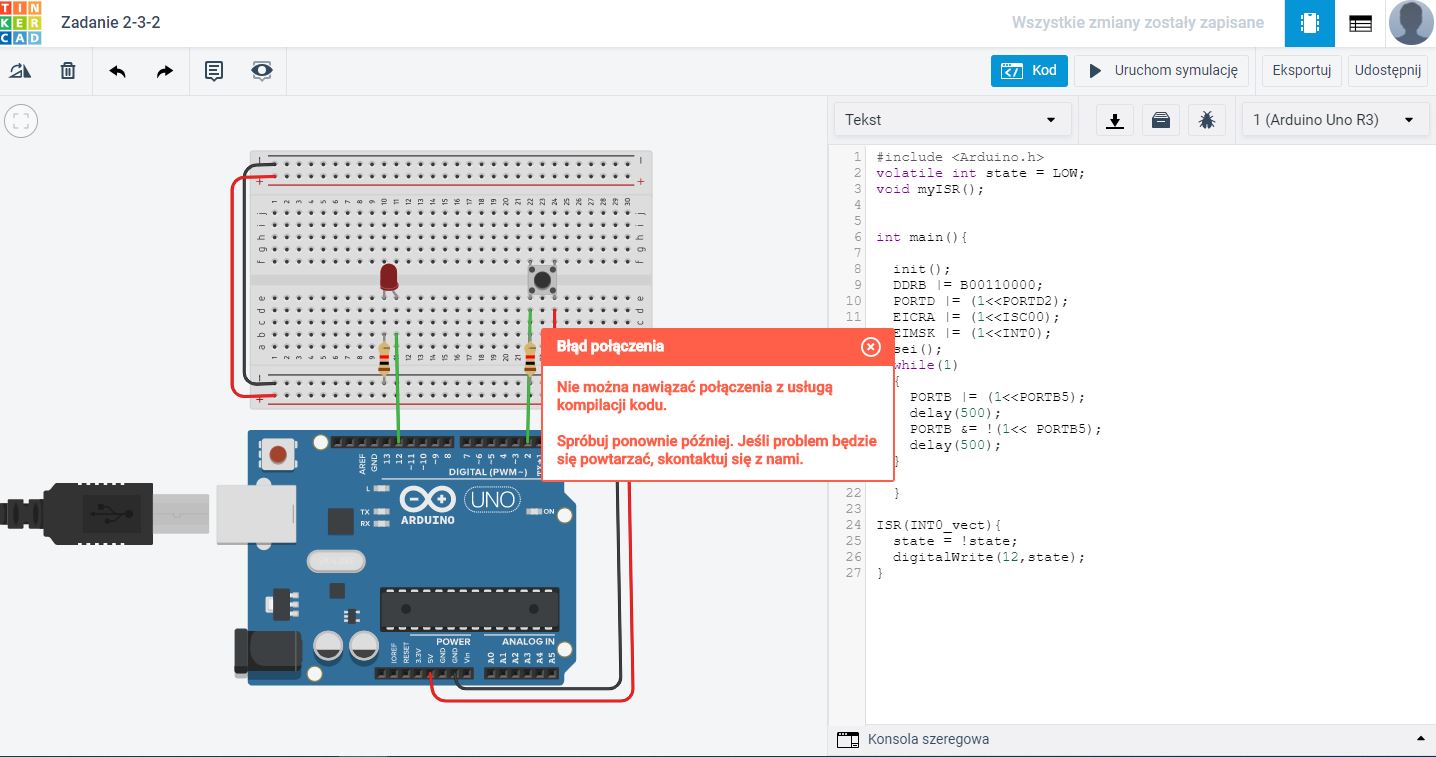 TIN
KER
CAD
Zadanie 2-3-2
Wszystkie zmiany zostały zapisane
Kod
Uruchom symulację
Eksportuj
Udostępnij
Tekst
1 (Arduino Uno R3)
1 #include <Arduino.h>
2 volatile int state = LOW;
3 void myISR();
4
5
6 int main(){
7
8 init();
9 DDRB |= B00110000;
10 PORTD |= (1<<PORTD2);
11 EICRA |= (1<<ISC00);
EIMSK |= (1<<INT0);
sei();
while(1)
{
PORTB |= (1<<PORTB5);
delay(500);
PORTB &= !(1<< PORTB5);
delay(500);
}
22 }
23
24 ISR(INT0_vect){
25 state = !state;
26 digitalWrite(12,state);
27 }
Błąd połączenia
Nie można nawiązać połączenia z usługą
kompilacji kodu.
Spróbuj ponownie później. Jeśli problem będzie
się powtarzać, skontaktuj się z nami.
1 2 3 4 5 6 7 8 9 10 11 12 13 14 15 16 17 18 19 20 21 22 23 24 25 26 27 28 29 30
j
i
h
g
f
e
d
c
b
a
AREF
GND
13
12
~11
~10
~9
8
7
~6
~5
4
~3
2
DIGITAL (PWM~)
L
TX
RX
ARDUINO
UNO
ON
POWER
ANALOG IN
IOREF
RESET
3.3V
5V
GND
GND
Vin
A0
A1
A2
A3
A4
A5
Konsola szeregowa